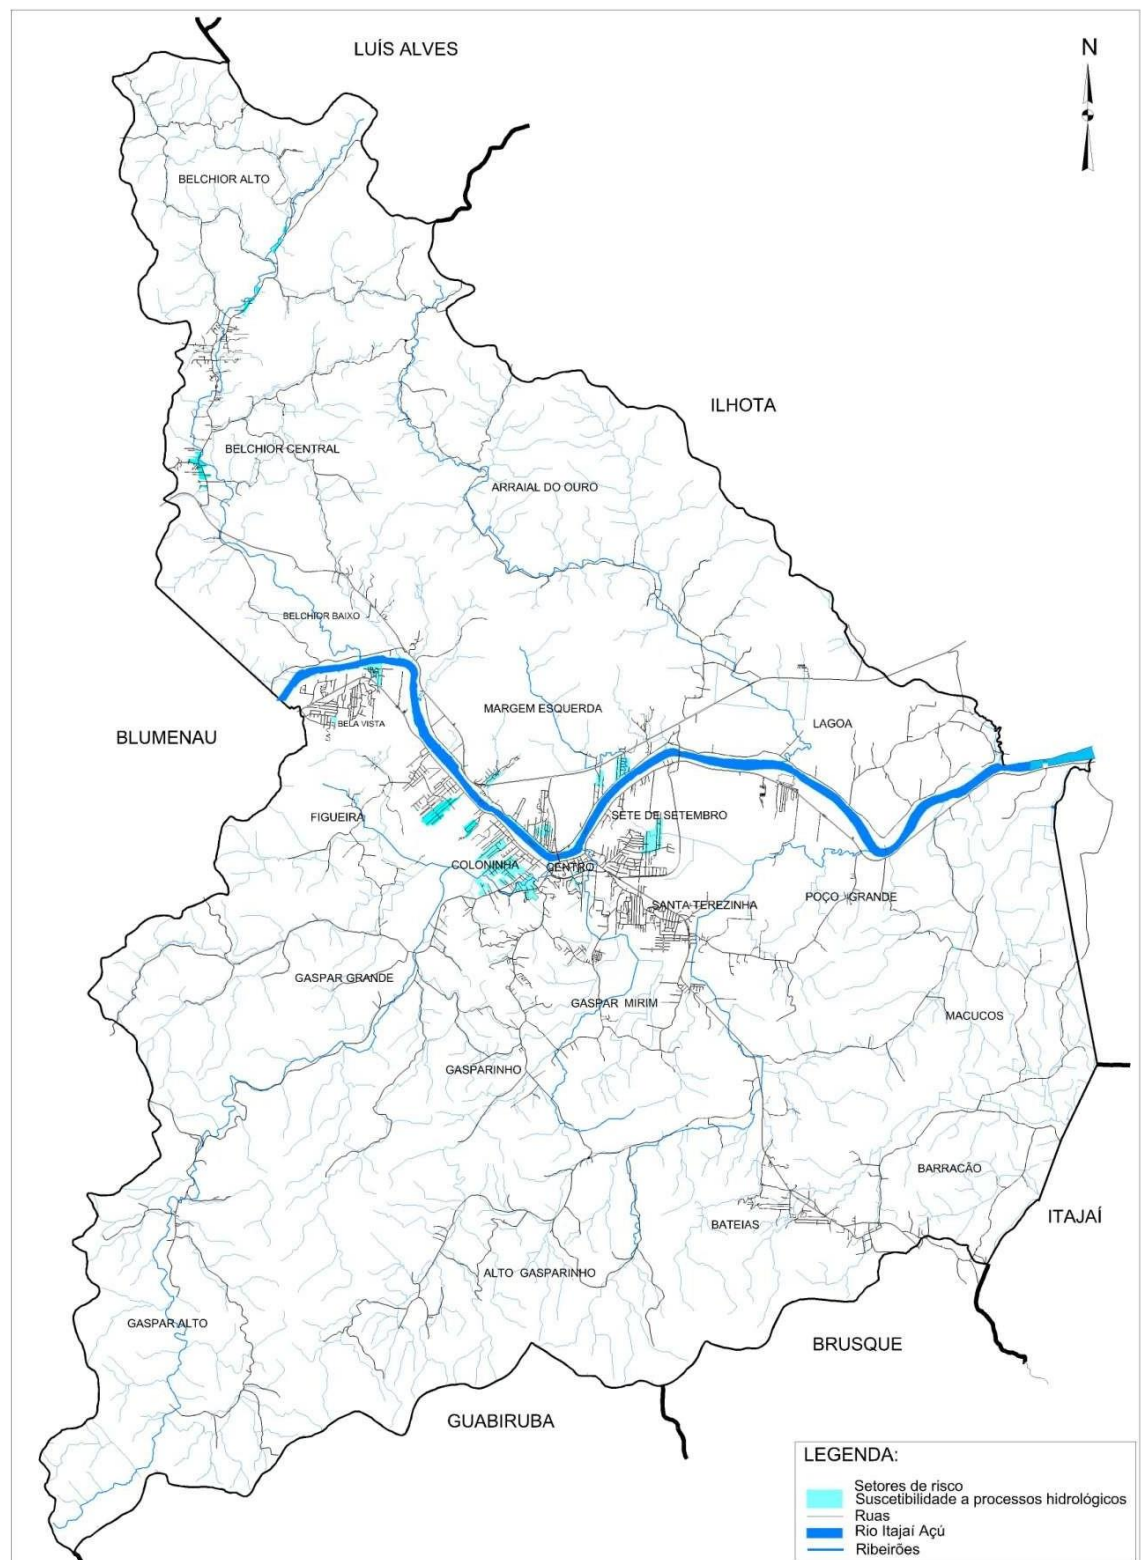 LUÍS ALVES
N
BELCHIOR ALTO
ILHOTA
BELCHIOR CENTRAL
ARRAIAL DO OURO
BELCHIOR BAIXO
MARGEM ESQUERDA
LAGOA
BELA VISTA
BLUMENAU
FIGUEIRA
SETE DE SETEMBRO
COLONINHA
CENTRO
POÇO GRANDE
SANTA TEREZINHA
GASPAR GRANDE
GASPAR MIRIM
MACUCOS
GASPARINHO
BARRACÃO
ITAJAÍ
BATEIAS
ALTO GASPARINHO
GASPAR ALTO
BRUSQUE
GUABIRUBA
LEGENDA:
Setores de risco
Suscetibilidade a processos hidrológicos
Ruas
Rio Itajaí Açú
Ribeirões